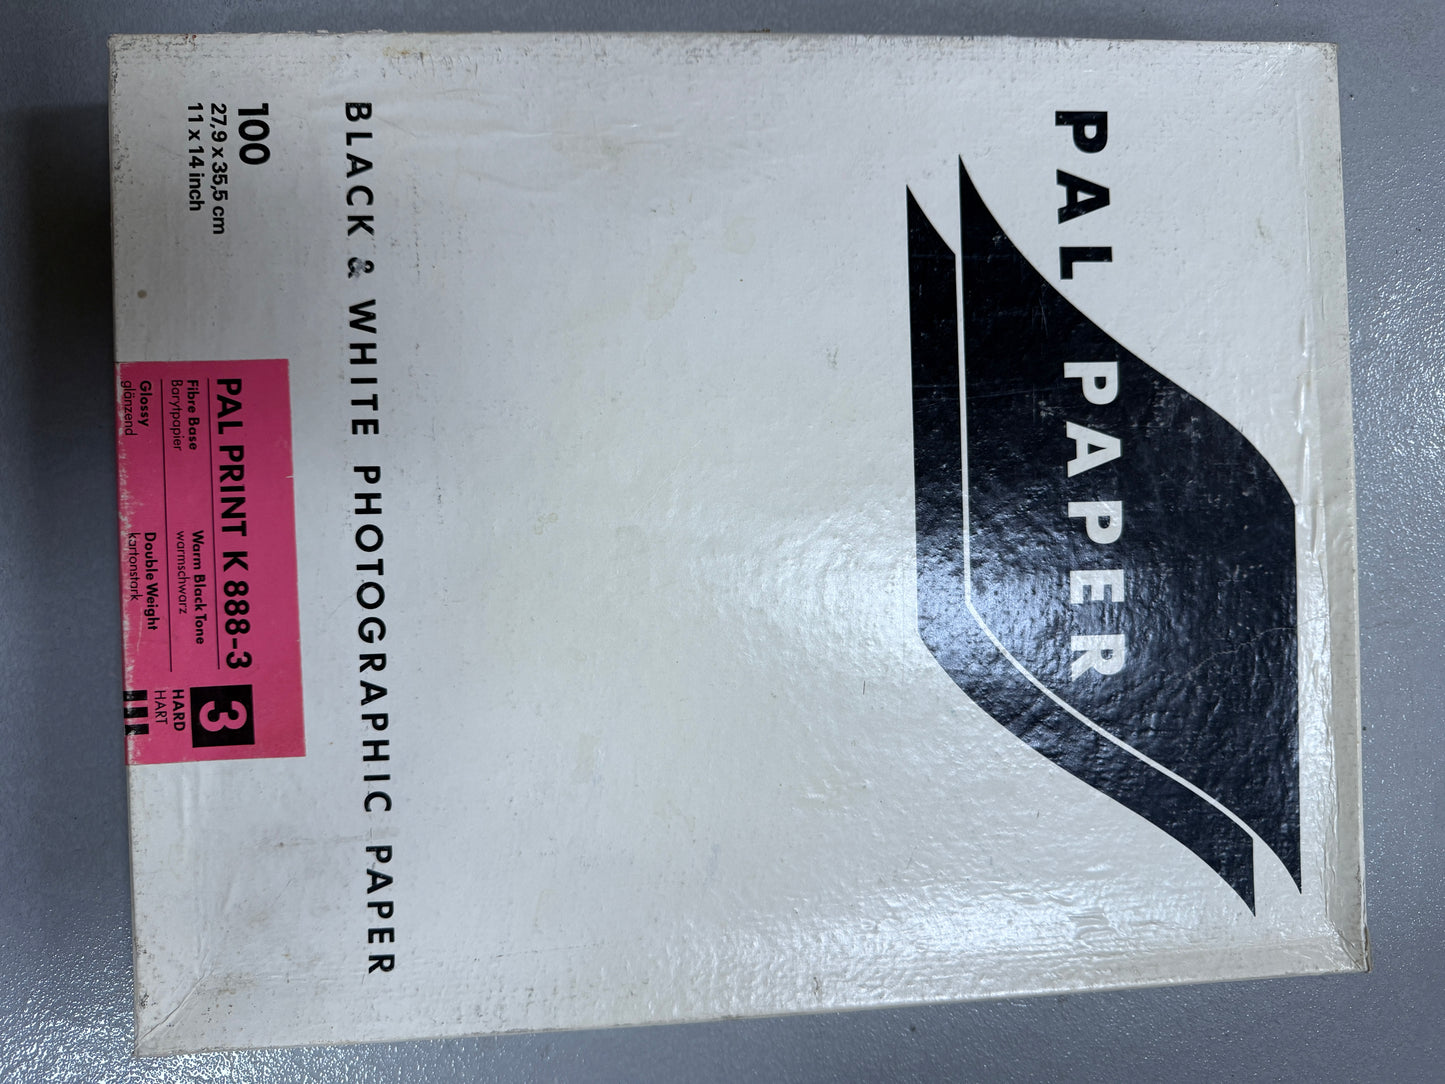 PAL PAPER
BLACK & WHITE PHOTOGRAPHIC PAPER
100
27,9 x 35,5 cm
11 x 14 inch
PAL PRINT K 888-3
Fibre Base
Barytpapier
Warm Black Tone
warmschwarz
Glossy
glänzend
Double Weight
kartonstark
3
HARD
HART